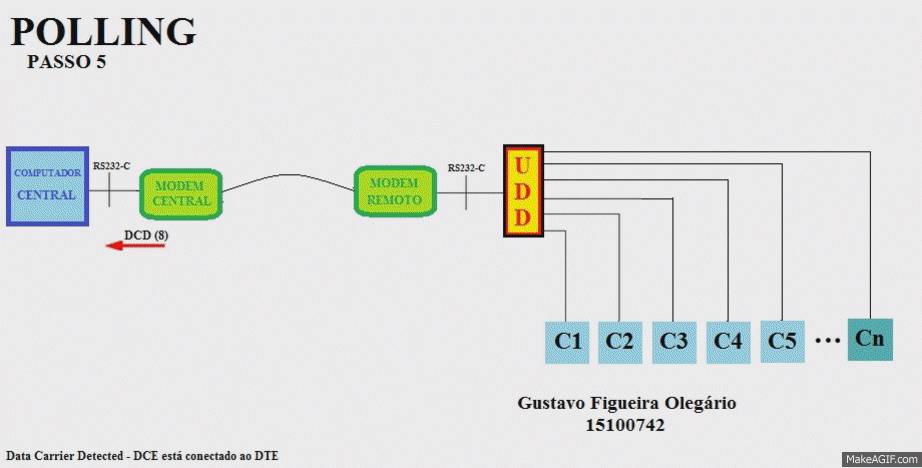 POLLING
PASSO 5
COMPUTADOR
CENTRAL
RS232-C
MODEM
CENTRAL
DCD (8)
MODEM
REMOTO
RS232-C
U
D
D
C1 C2 C3 C4 C5 ... Cn
Gustavo Figueira Olegário
15100742
Data Carrier Detected - DCE está conectado ao DTE
MakeAGIF.com